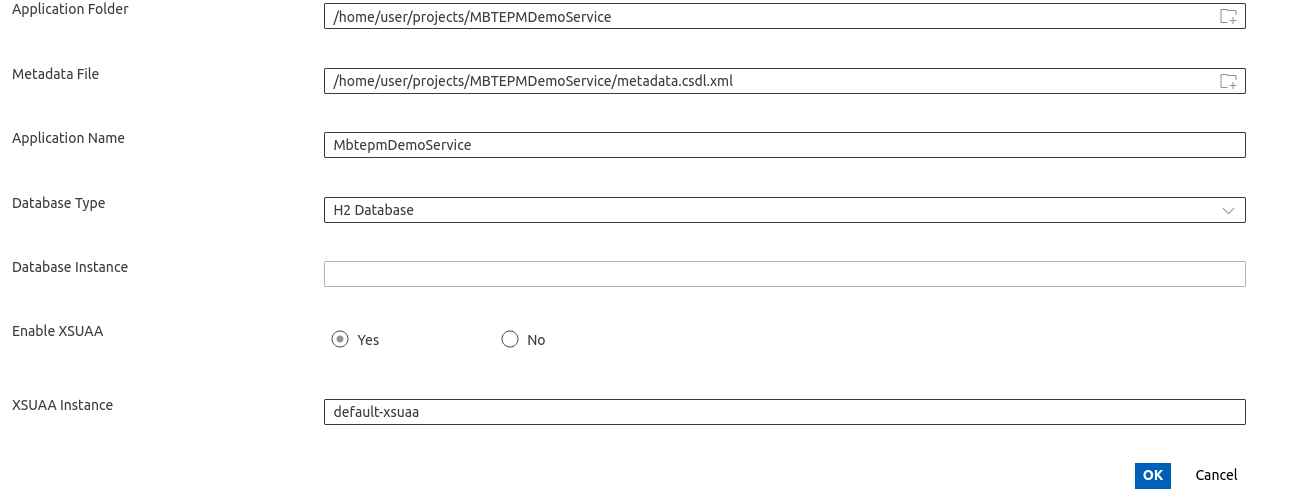 Application Folder
/home/user/projects/MBTEPMDemoService
Metadata File
/home/user/projects/MBTEPMDemoService/metadata.csdl.xml
Application Name
MbtepmDemoService
Database Type
H2 Database
Database Instance
Enable XSUAA
Yes No
XSUAA Instance
default-xsuaa
OK Cancel